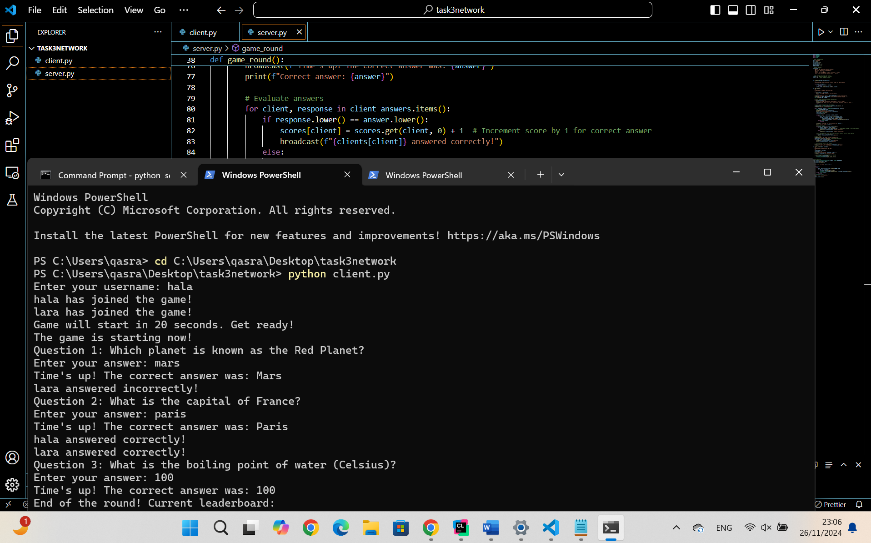 File Edit Selection View Go ··· task3network
EXPLORER ···
TASK3NETWORK
client.py
server.py
client.py server.py
server.py > game_round
38 def game_round():
77 print(f"Correct answer: {answer}")
78
79 # Evaluate answers
80 for client, response in client_answers.items():
81 if response.lower() == answer.lower():
82 scores[client] = scores.get(client, 0) + 1 # Increment score by 1 for correct answer
83 broadcast(f"{clients[client]} answered correctly!")
84 else:
Command Prompt - python se Windows PowerShell Windows PowerShell
Windows PowerShell
Copyright (C) Microsoft Corporation. All rights reserved.
Install the latest PowerShell for new features and improvements! https://aka.ms/PSWindows
PS C:\Users\qasra> cd C:\Users\qasra\Desktop\task3network
PS C:\Users\qasra\Desktop\task3network> python client.py
Enter your username: hala
hala has joined the game!
lara has joined the game!
Game will start in 20 seconds. Get ready!
The game is starting now!
Question 1: Which planet is known as the Red Planet?
Enter your answer: mars
Time's up! The correct answer was: Mars
lara answered incorrectly!
Question 2: What is the capital of France?
Enter your answer: paris
Time's up! The correct answer was: Paris
hala answered correctly!
lara answered correctly!
Question 3: What is the boiling point of water (Celsius)?
Enter your answer: 100
Time's up! The correct answer was: 100
End of the round! Current leaderboard:
Prettier
1
ENG
23:06
26/11/2024